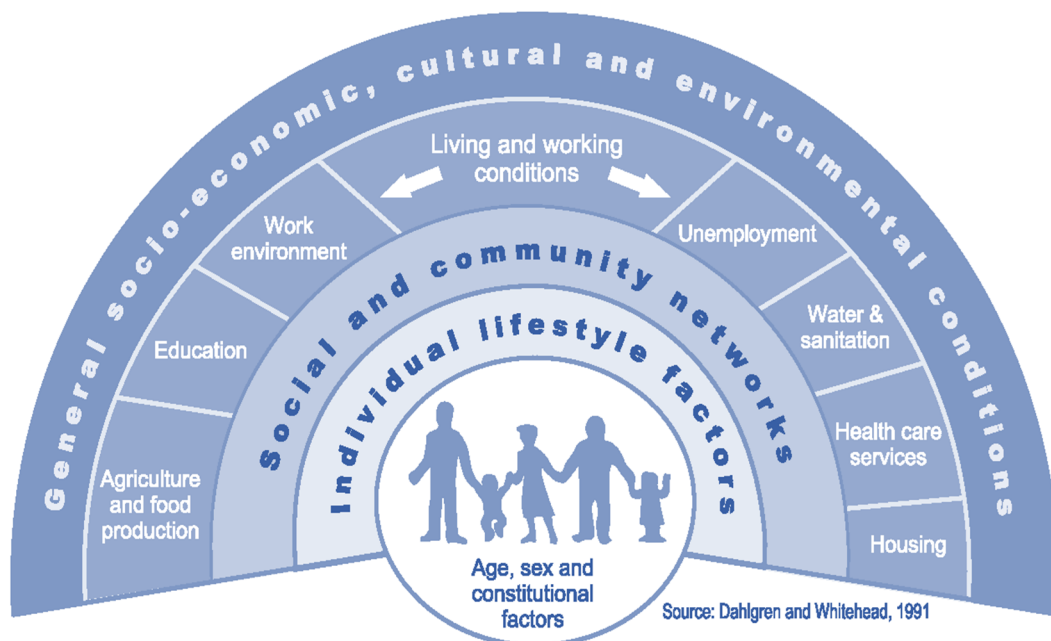 General socio-economic, cultural and environmental conditions
Living and working
conditions
Work
environment
Unemployment
Education
Water &
sanitation
Agriculture
and food
production
Health care
services
Housing
Social and community networks
Individual lifestyle factors
Age, sex and
constitutional
factors
Source: Dahlgren and Whitehead, 1991